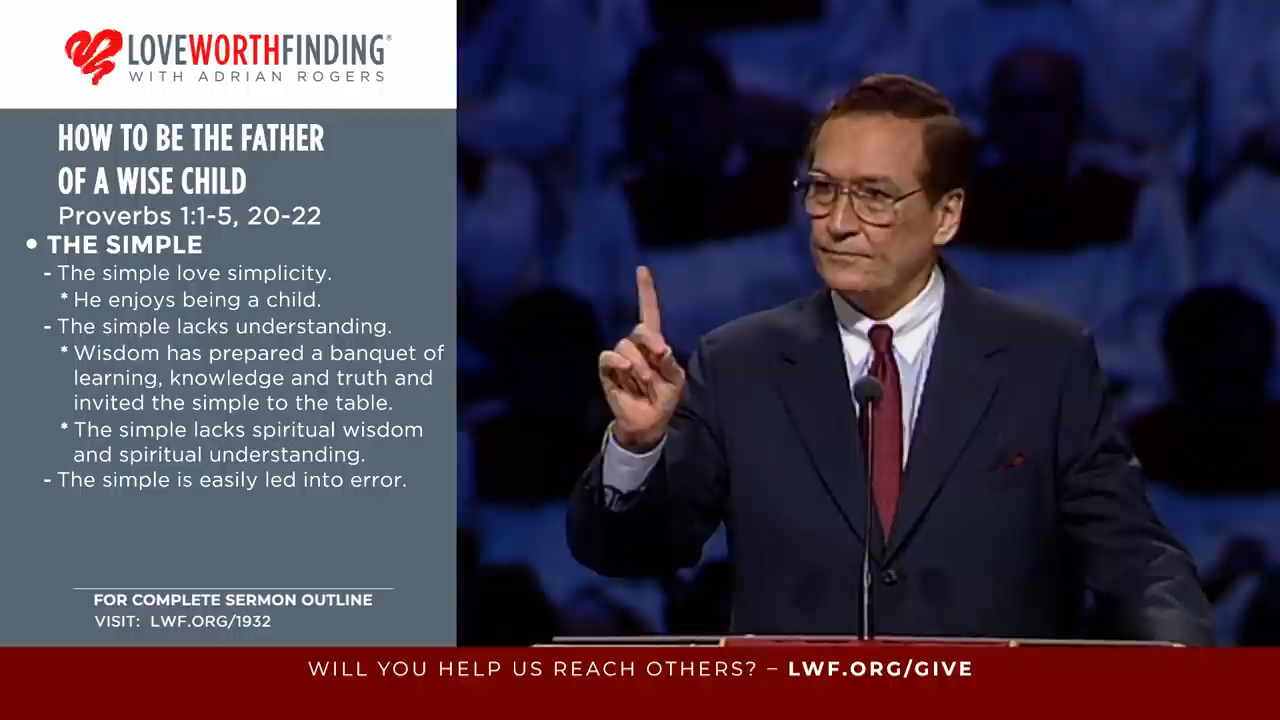 LOVEWORTHFINDING®
WITH ADRIAN ROGERS
HOW TO BE THE FATHER
OF A WISE CHILD
Proverbs 1:1-5, 20-22
• THE SIMPLE
- The simple love simplicity.
* He enjoys being a child.
- The simple lacks understanding.
* Wisdom has prepared a banquet of
learning, knowledge and truth and
invited the simple to the table.
* The simple lacks spiritual wisdom
and spiritual understanding.
- The simple is easily led into error.
FOR COMPLETE SERMON OUTLINE
VISIT: LWF.ORG/1932
WILL YOU HELP US REACH OTHERS? – LWF.ORG/GIVE